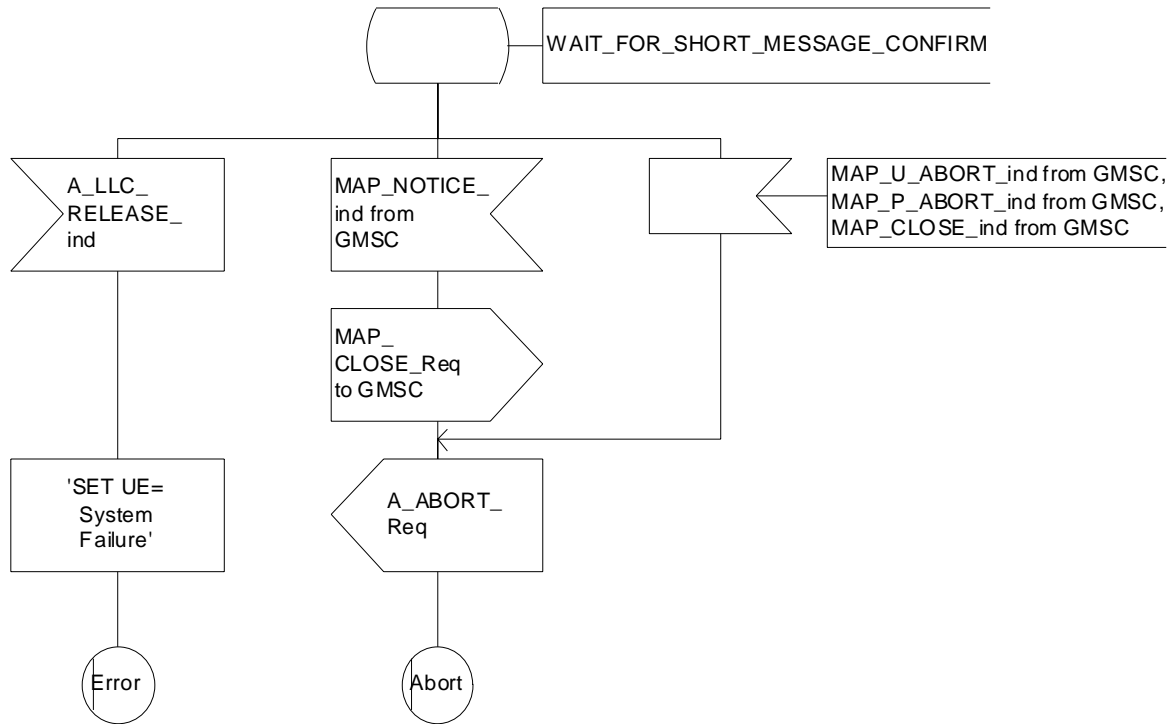 WAIT_FOR_SHORT_MESSAGE_CONFIRM
A_LLC_
RELEASE_
ind
MAP_NOTICE_
ind from
GMSC
MAP_U_ABORT_ind from GMSC,
MAP_P_ABORT_ind from GMSC,
MAP_CLOSE_ind from GMSC
MAP_
CLOSE_Req
to GMSC
'SET UE=
System
Failure'
A_ABORT_
Req
Error
Abort